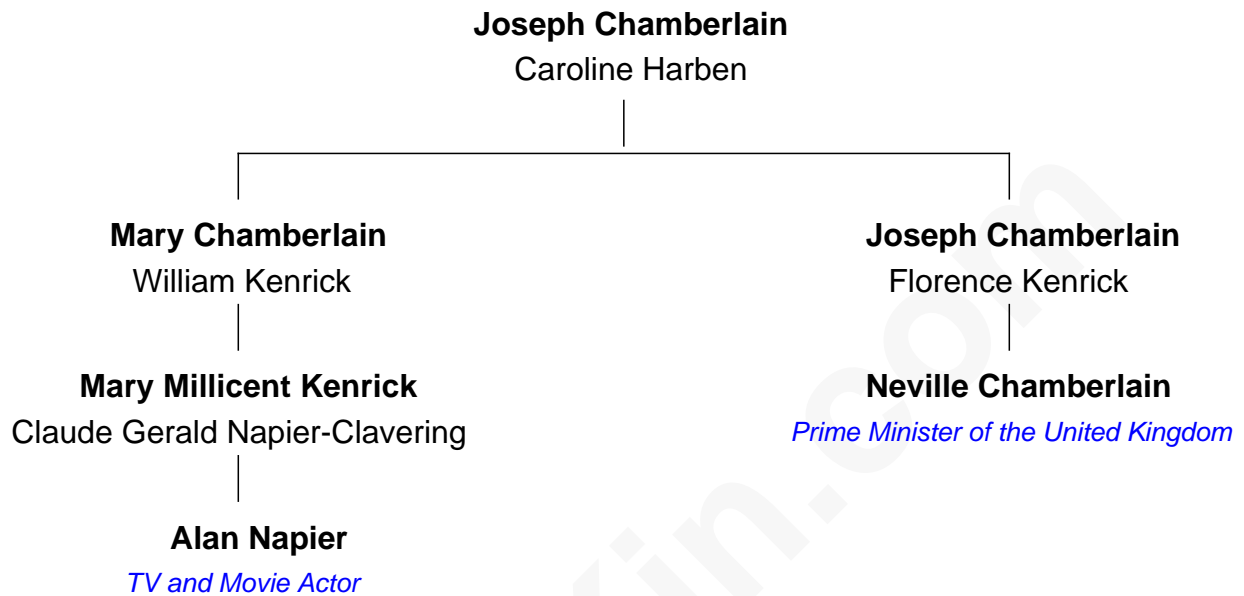 Joseph Chamberlain
Caroline Harben
Mary Chamberlain
William Kenrick
Joseph Chamberlain
Florence Kenrick
Mary Millicent Kenrick
Claude Gerald Napier-Clavering
Neville Chamberlain
Prime Minister of the United Kingdom
Alan Napier
TV and Movie Actor